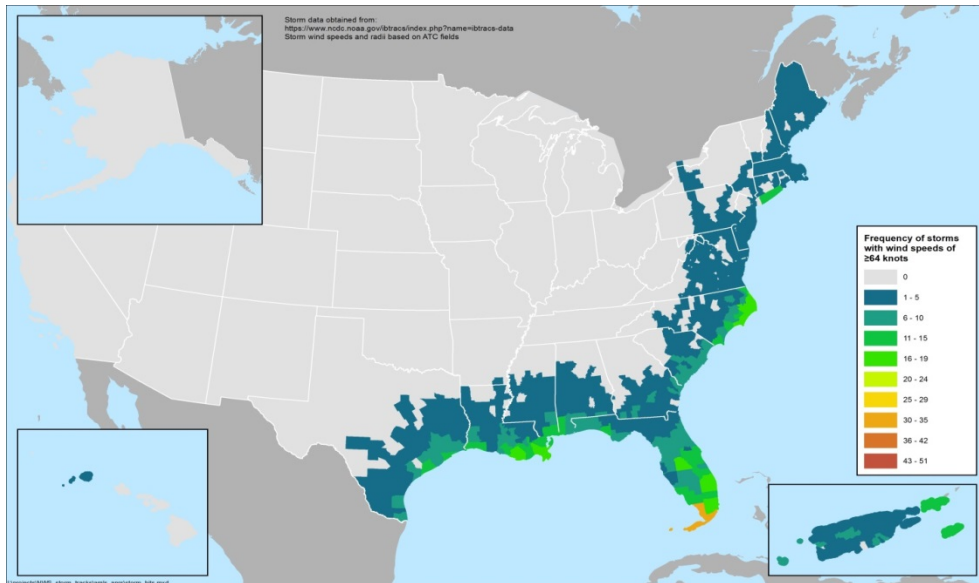 Storm data obtained from:
https://www.ncdc.noaa.gov/ibtracs/index.php?name=ibtracs-data
Storm wind speeds and radii based on ATC fields
Frequency of storms
with wind speeds of
≥64 knots
0
1 - 5
6 - 10
11 - 15
16 - 19
20 - 24
25 - 29
30 - 35
36 - 42
43 - 51